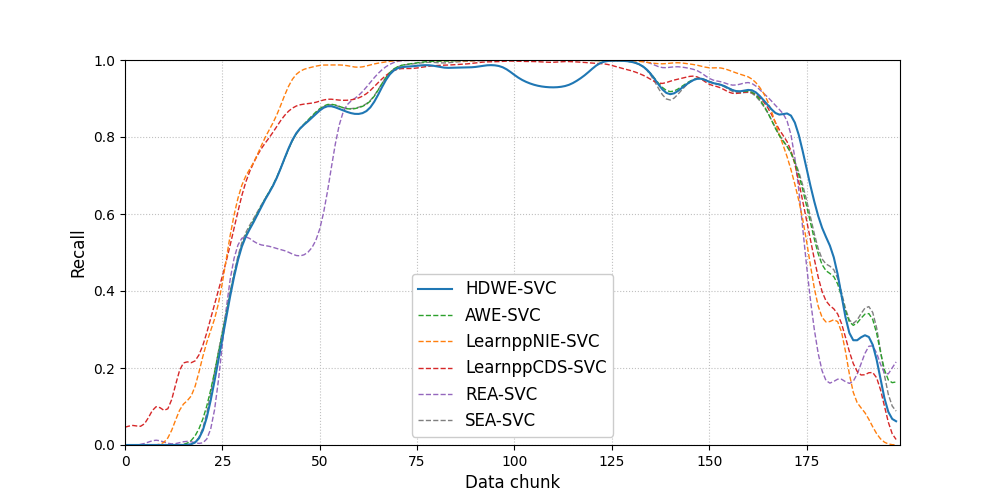 1.0
0.8
0.6
0.4
0.2
0.0
Recall
0 25 50 75 100 125 150 175
Data chunk
HDWE-SVC
AWE-SVC
LearnppNIE-SVC
LearnppCDS-SVC
REA-SVC
SEA-SVC